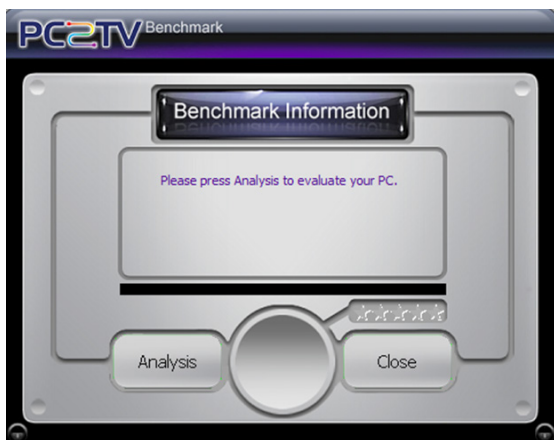 PC2TV Benchmark
Benchmark Information
Please press Analysis to evaluate your PC.
Analysis
Close